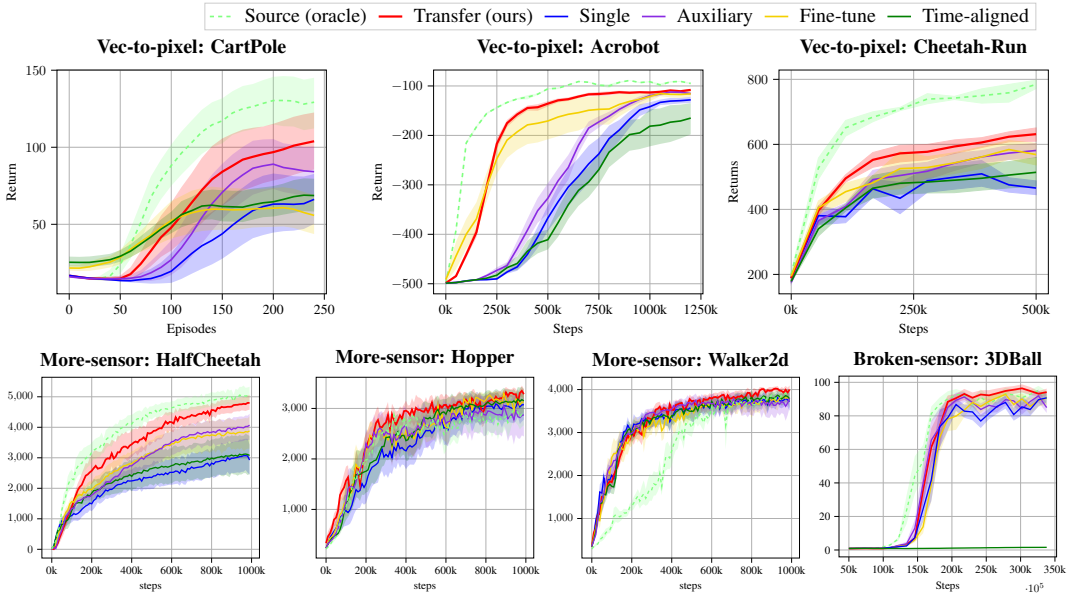 Source (oracle) Transfer (ours) Single Auxiliary Fine-tune Time-aligned
Vec-to-pixel: CartPole
Vec-to-pixel: Acrobot
Vec-to-pixel: Cheetah-Run
150
100
50
Return
0 50 100 150 200 250
Episodes
−100
−200
−300
−400
−500
Return
0k 250k 500k 750k 1000k 1250k
Steps
800
600
400
200
Returns
0k 250k 500k
Steps
More-sensor: HalfCheetah
More-sensor: Hopper
More-sensor: Walker2d
Broken-sensor: 3DBall
5,000
4,000
3,000
2,000
1,000
0
0k 200k 400k 600k 800k 1000k
steps
3,000
2,000
1,000
0k 200k 400k 600k 800k 1000k
steps
4,000
3,000
2,000
1,000
0k 200k 400k 600k 800k 1000k
steps
100
80
60
40
20
0
50k 100k 150k 200k 250k 300k 350k
Steps
·10⁵